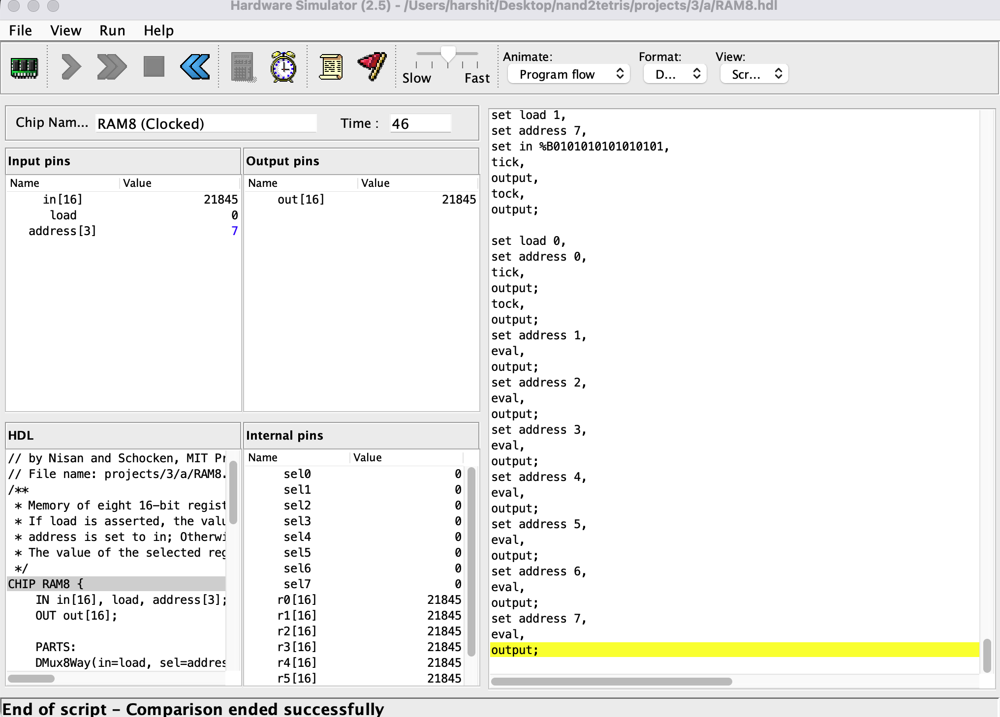 Hardware Simulator (2.5) - /Users/harshit/Desktop/nand2tetris/projects/3/a/RAM8.hdl
File View Run Help
Slow Fast
Animate: Format: View:
Program flow D... Scr...
Chip Nam... RAM8 (Clocked) Time : 46
Input pins
Name Value
in[16] 21845
load 0
address[3] 7
Output pins
Name Value
out[16] 21845
HDL
// by Nisan and Schocken, MIT Pr
// File name: projects/3/a/RAM8.
/**
* Memory of eight 16-bit regist
* If load is asserted, the valu
* address is set to in; Otherwi
* The value of the selected reg
*/
CHIP RAM8 {
IN in[16], load, address[3];
OUT out[16];
PARTS:
DMux8Way(in=load, sel=addres
Internal pins
Name Value
sel0 0
sel1 0
sel2 0
sel3 0
sel4 0
sel5 0
sel6 0
sel7 0
r0[16] 21845
r1[16] 21845
r2[16] 21845
r3[16] 21845
r4[16] 21845
r5[16] 21845
set load 1,
set address 7,
set in %B0101010101010101,
tick,
output,
tock,
output;
set load 0,
set address 0,
tick,
output;
tock,
output;
set address 1,
eval,
output;
set address 2,
eval,
output;
set address 3,
eval,
output;
set address 4,
eval,
output;
set address 5,
eval,
output;
set address 6,
eval,
output;
set address 7,
eval,
output;
End of script - Comparison ended successfully